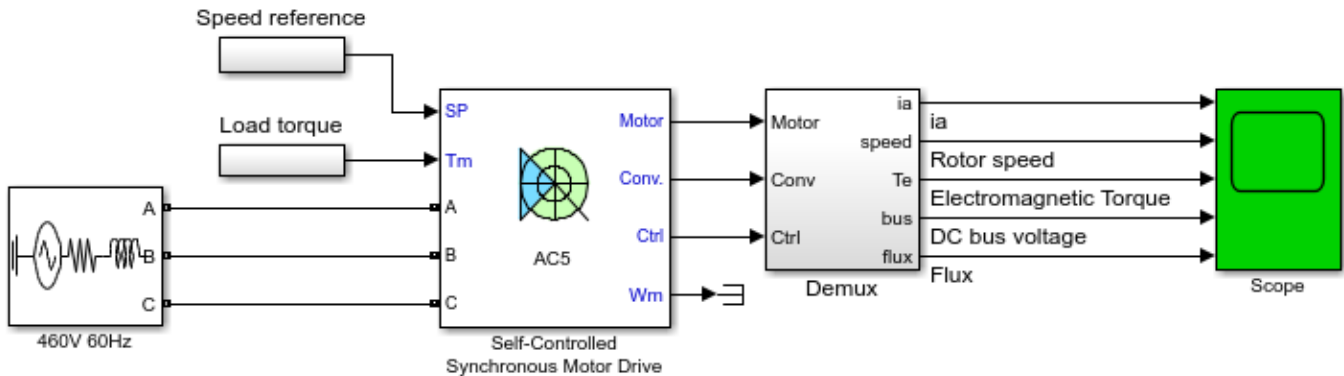 Speed reference
Load torque
A
B
C
460V 60Hz
SP
Tm
A
B
C
Motor
Conv.
Ctrl
Wm
AC5
Self-Controlled
Synchronous Motor Drive
Motor
Conv
Ctrl
ia
speed
Te
bus
flux
Demux
ia
Rotor speed
Electromagnetic Torque
DC bus voltage
Flux
Scope